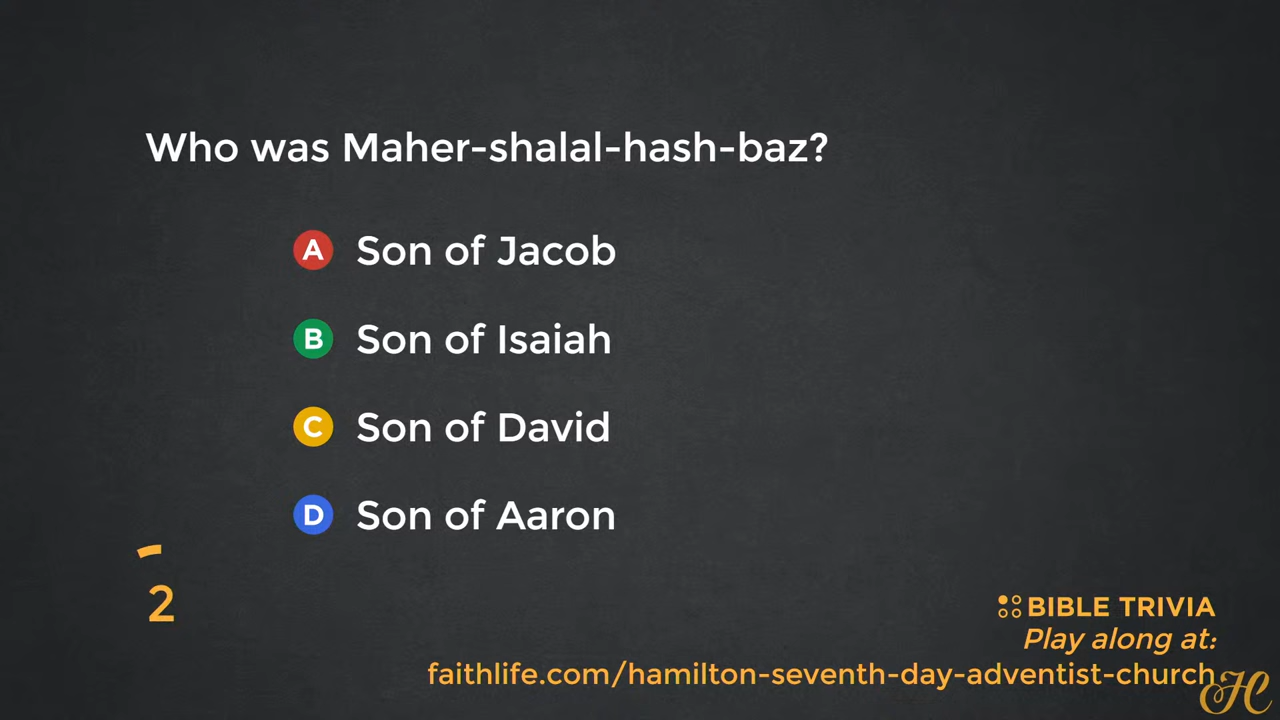 Who was Maher-shalal-hash-baz?
A Son of Jacob
B Son of Isaiah
C Son of David
D Son of Aaron
2
BIBLE TRIVIA
Play along at:
faithlife.com/hamilton-seventh-day-adventist-church
H